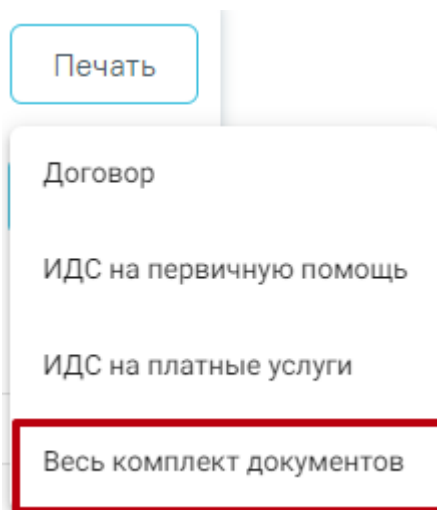 Печать
Договор
ИДС на первичную помощь
ИДС на платные услуги
Весь комплект документов